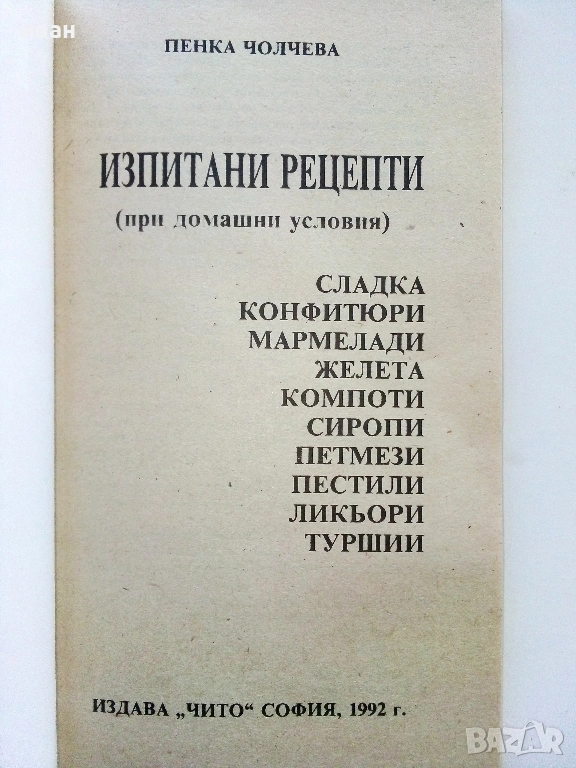 ПЕНКА ЧОЛЧЕВА
ИЗПИТАНИ РЕЦЕПТИ
(при домашни условия)
СЛАДКА
КОНФИТЮРИ
МАРМЕЛАДИ
ЖЕЛЕТА
КОМПОТИ
СИРОПИ
ПЕТМЕЗИ
ПЕСТИЛИ
ЛИКЬОРИ
ТУРШИИ
ИЗДАВА „ЧИТО“ СОФИЯ, 1992 г.
BAZAR